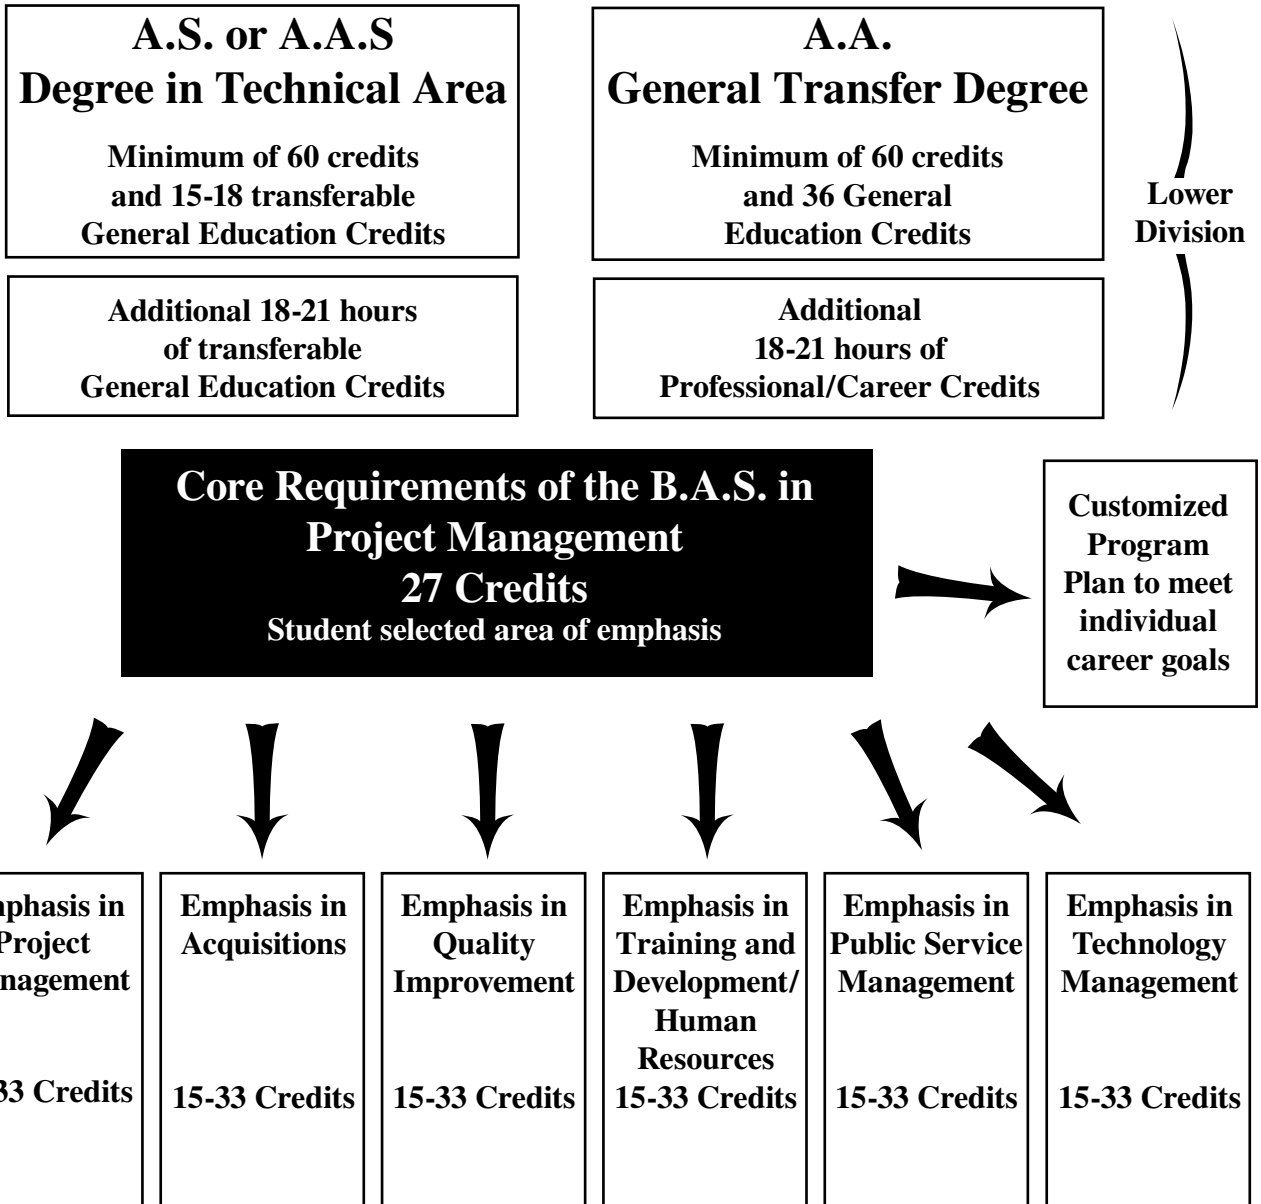 A.S. or A.A.S
Degree in Technical Area
Minimum of 60 credits
and 15-18 transferable
General Education Credits
A.A.
General Transfer Degree
Minimum of 60 credits
and 36 General
Education Credits
Lower
Division
Additional 18-21 hours
of transferable
General Education Credits
Additional
18-21 hours of
Professional/Career Credits
Core Requirements of the B.A.S. in
Project Management
27 Credits
Student selected area of emphasis
Customized
Program
Plan to meet
individual
career goals
in
Credits
Emphasis in
Acquisitions
15-33 Credits
Emphasis in
Quality
Improvement
15-33 Credits
Emphasis in
Training and
Development/
Human
Resources
15-33 Credits
Emphasis in
Public Service
Management
15-33 Credits
Emphasis in
Technology
Management
15-33 Credits